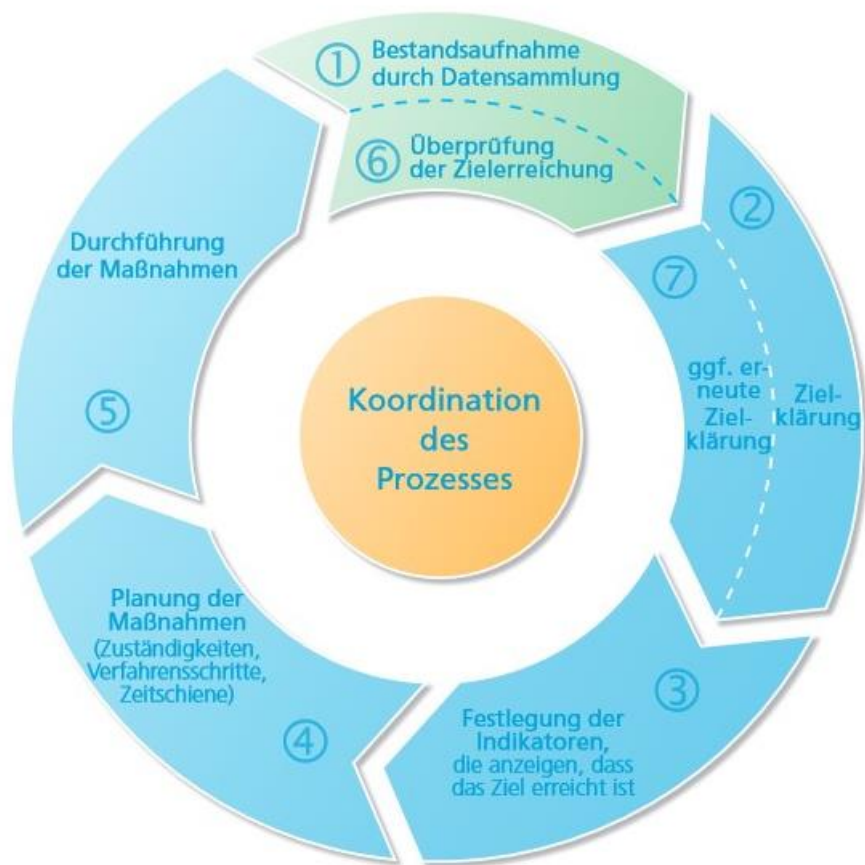 ① Bestandsaufnahme
durch Datensammlung
⑥ Überprüfung
der Zielerreichung
②
Ziel-
klärung
⑦
ggf. er-
neute
Ziel-
klärung
③
Festlegung der
Indikatoren,
die anzeigen, dass
das Ziel erreicht ist
Planung der
Maßnahmen
(Zuständigkeiten,
Verfahrensschritte,
Zeitschiene)
④
Durchführung
der Maßnahmen
⑤
Koordination
des
Prozesses